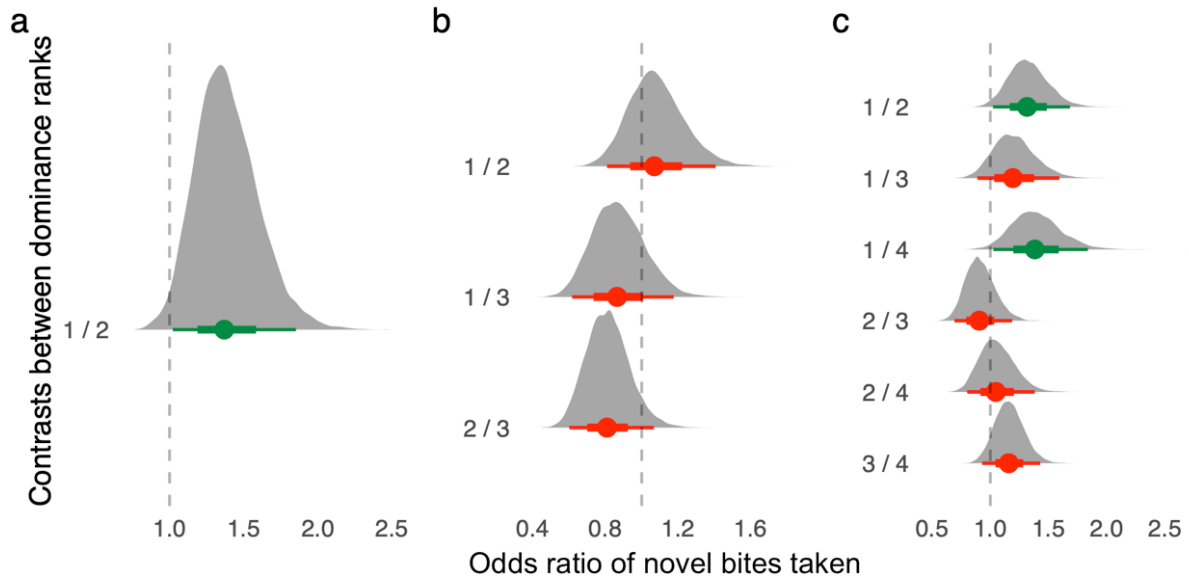 a
b
c
Contrasts between dominance ranks
1 / 2
1.0 1.5 2.0 2.5
1 / 2
1 / 3
2 / 3
0.4 0.8 1.2 1.6
1 / 2
1 / 3
1 / 4
2 / 3
2 / 4
3 / 4
0.5 1.0 1.5 2.0 2.5
Odds ratio of novel bites taken